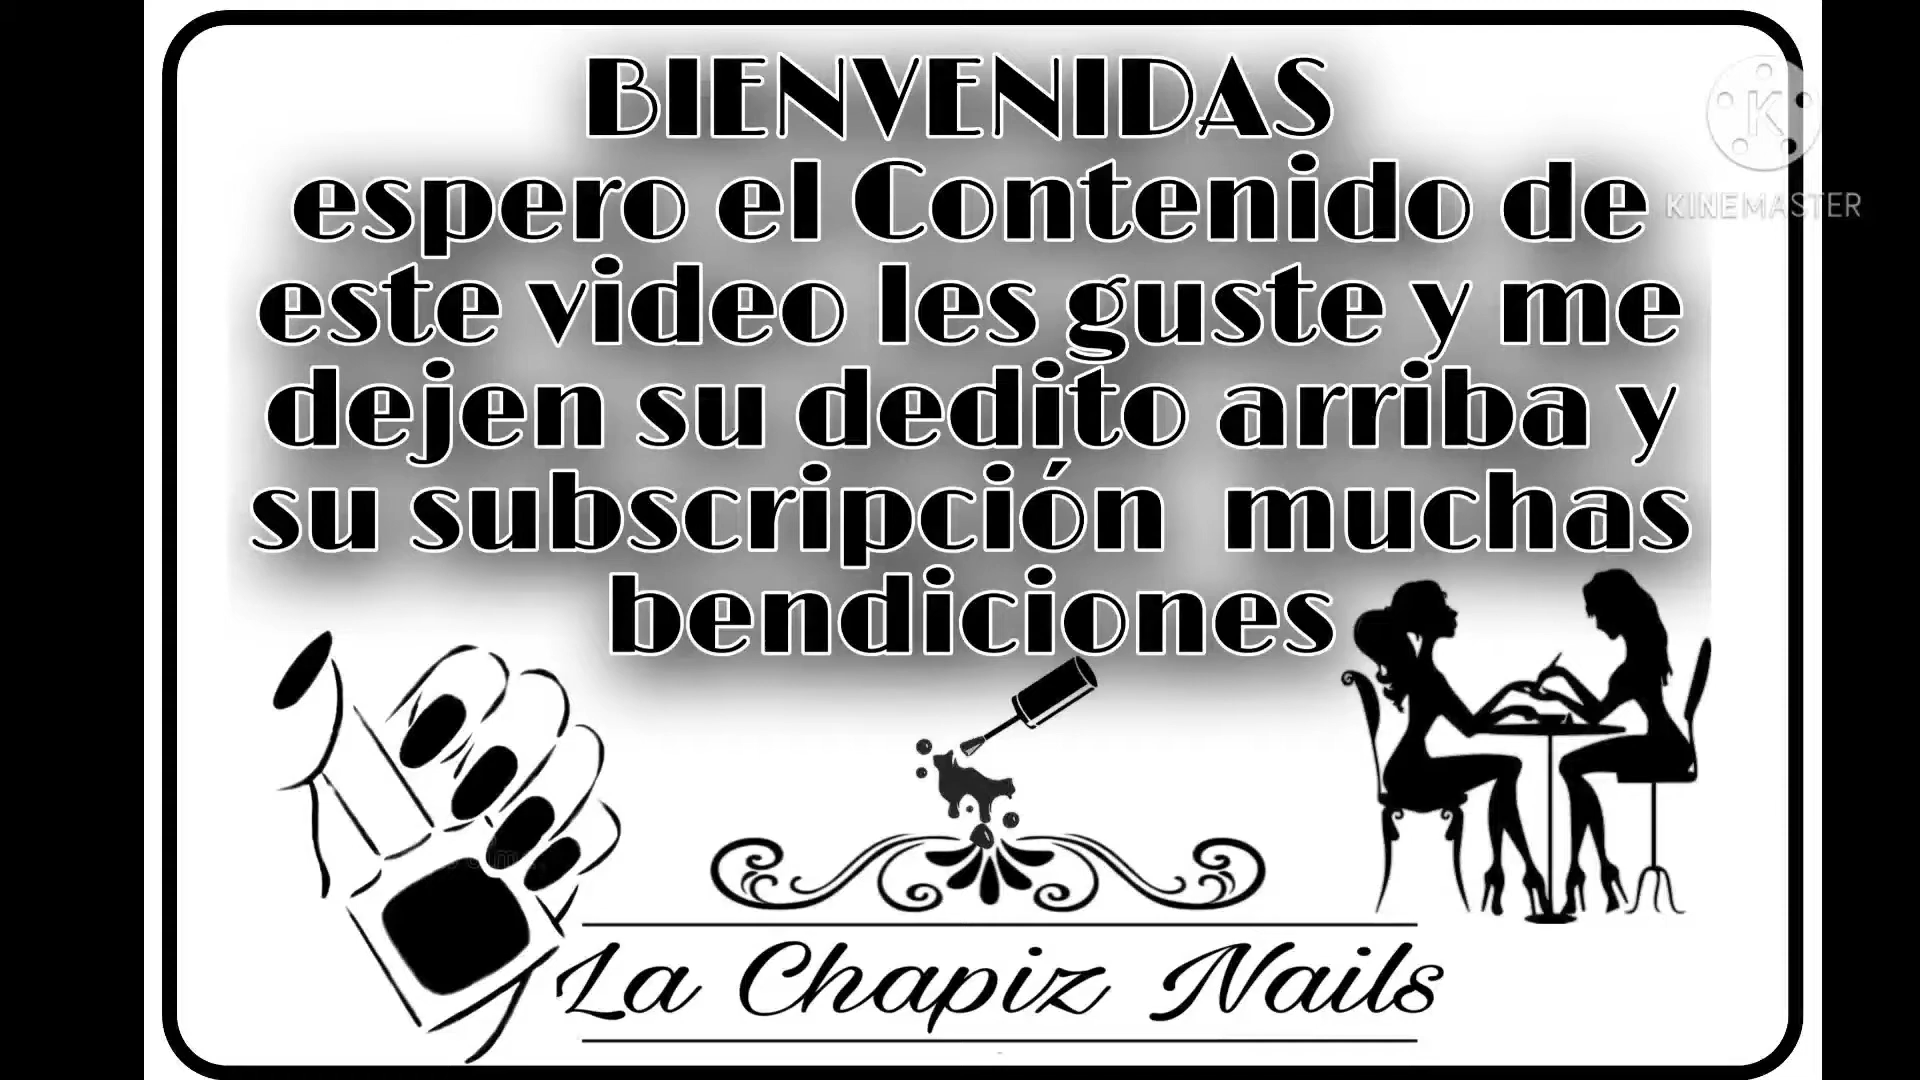 BIENVENIDAS
espero el Contenido de
este video les guste y me
dejen su dedito arriba y
su subscripción muchas
bendiciones
K
KINEMASTER
La Chapiz Nails